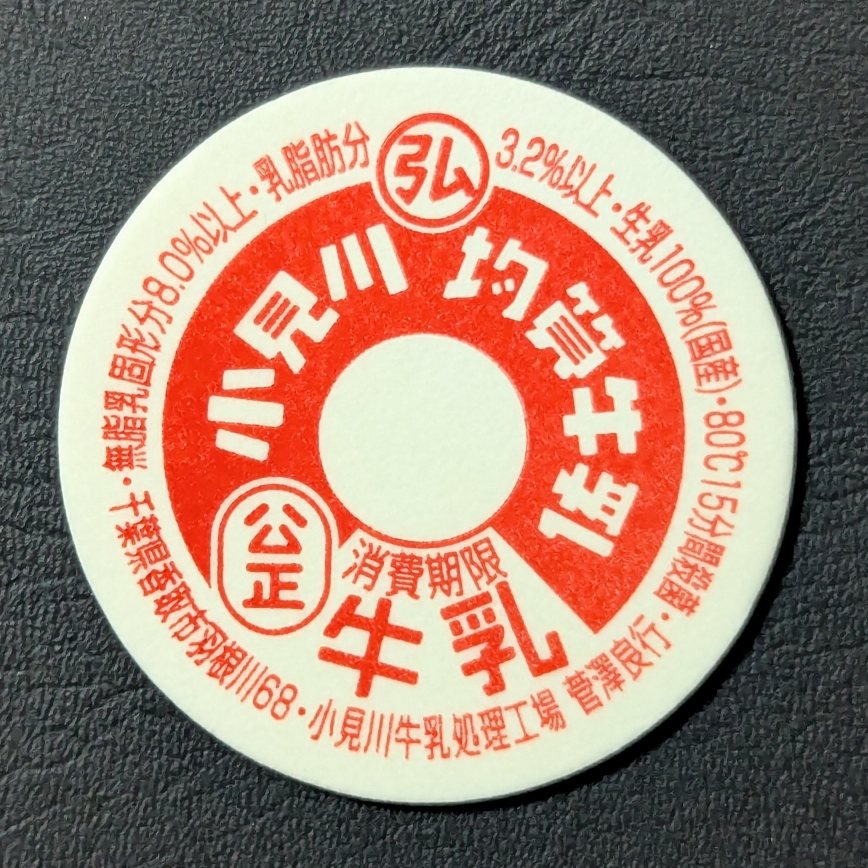 弘
無脂乳固形分8.0%以上・乳脂肪分
3.2%以上・生乳100%(国産)・80℃15分間殺菌・
小見川 均質牛乳
公正
消費期限
牛乳
千葉県香取市羽根川68・小見川牛乳処理工場 菅澤良行・